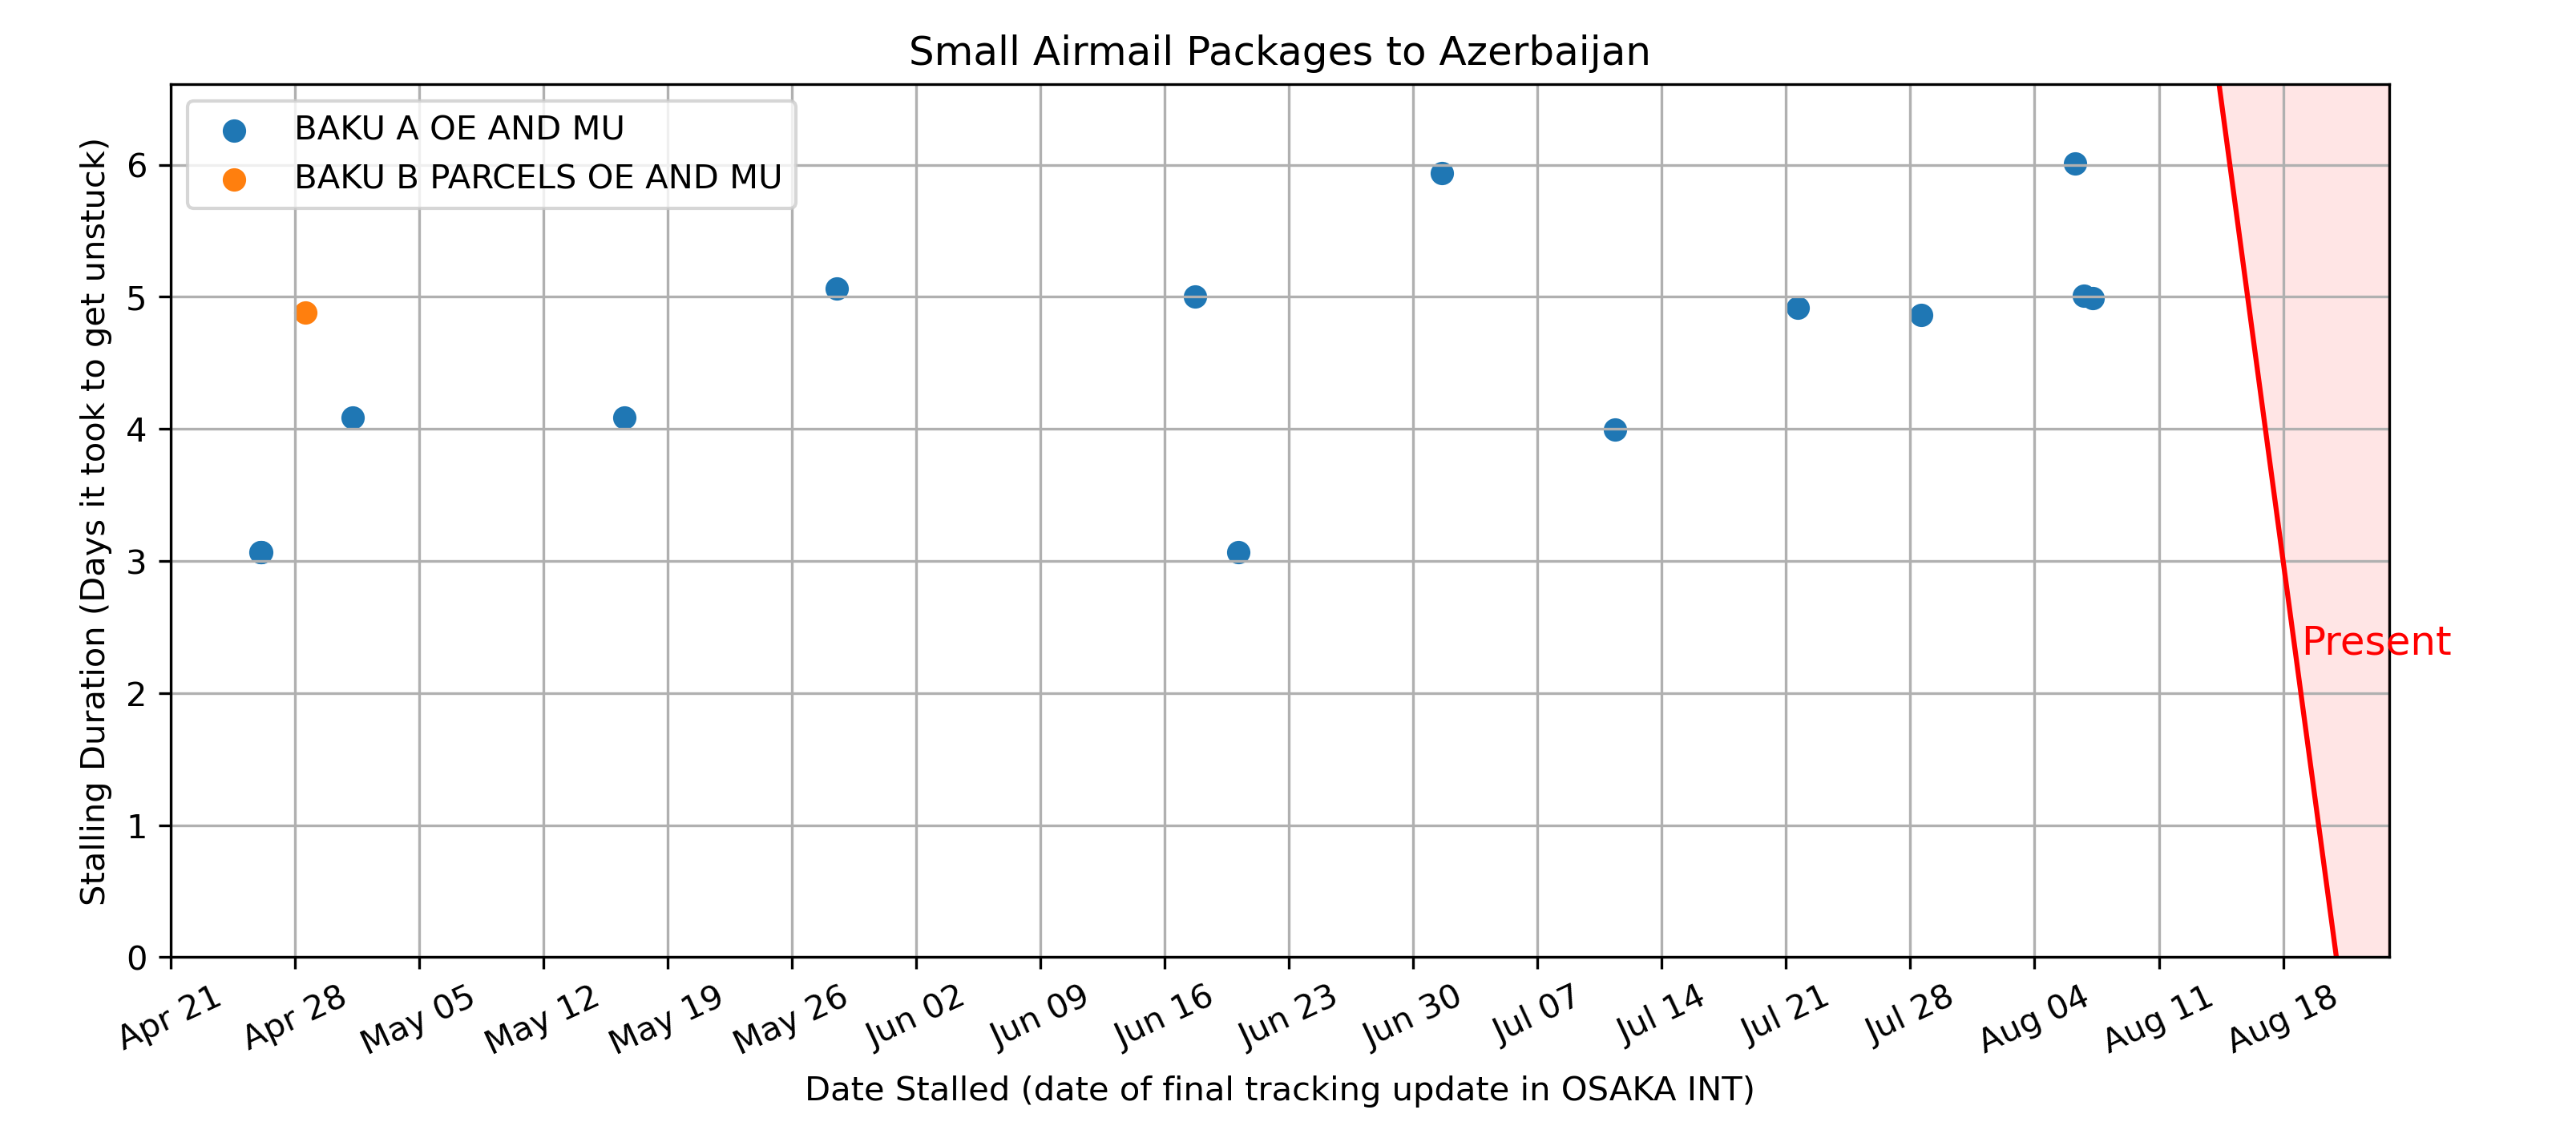 Small Airmail Packages to Azerbaijan
BAKU A OE AND MU
BAKU B PARCELS OE AND MU
Stalling Duration (Days it took to get unstuck)
6
5
4
3
2
1
0
Present
Apr 21
Apr 28
May 05
May 12
May 19
May 26
Jun 02
Jun 09
Jun 16
Jun 23
Jun 30
Jul 07
Jul 14
Jul 21
Jul 28
Aug 04
Aug 11
Aug 18
Date Stalled (date of final tracking update in OSAKA INT)